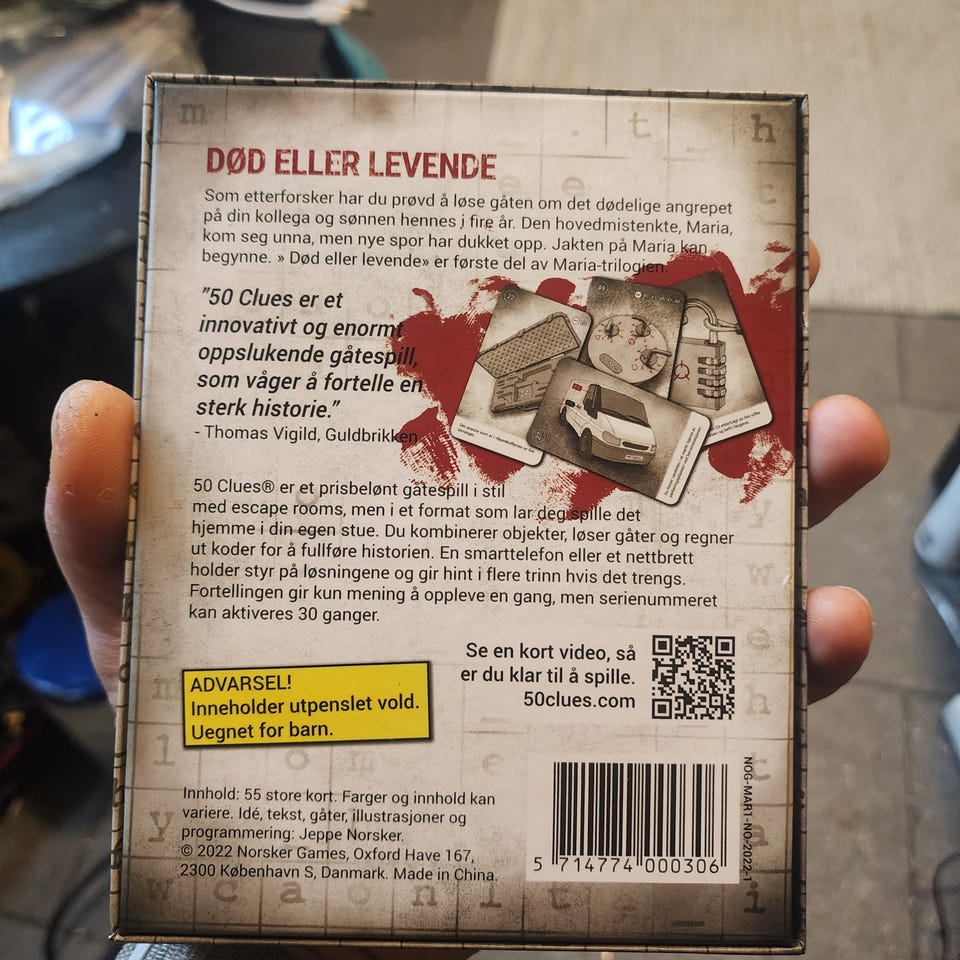 DØD ELLER LEVENDE
Som etterforsker har du prøvd å løse gåten om det dødelige angrepet
på din kollega og sønnen hennes i fire år. Den hovedmistenkte, Maria,
kom seg unna, men nye spor har dukket opp. Jakten på Maria kan
begynne. » Død eller levende» er første del av Maria-trilogien.
"50 Clues er et
innovativt og enormt
oppslukende gåtespill,
som våger å fortelle en
sterk historie."
- Thomas Vigild, Guldbrikken
50 Clues® er et prisbelønt gåtespill i stil
med escape rooms, men i et format som lar deg spille det
hjemme i din egen stue. Du kombinerer objekter, løser gåter og regner
ut koder for å fullføre historien. En smarttelefon eller et nettbrett
holder styr på løsningene og gir hint i flere trinn hvis det trengs.
Fortellingen gir kun mening å oppleve en gang, men serienummeret
kan aktiveres 30 ganger.
Se en kort video, så
er du klar til å spille.
50clues.com
ADVARSEL!
Inneholder utpenslet vold.
Uegnet for barn.
Innhold: 55 store kort. Farger og innhold kan
variere. Idé, tekst, gåter, illustrasjoner og
programmering: Jeppe Norsker.
© 2022 Norsker Games, Oxford Have 167,
2300 København S, Danmark. Made in China.
5 714774 000306
NOG-MAR1-NO-2022-1